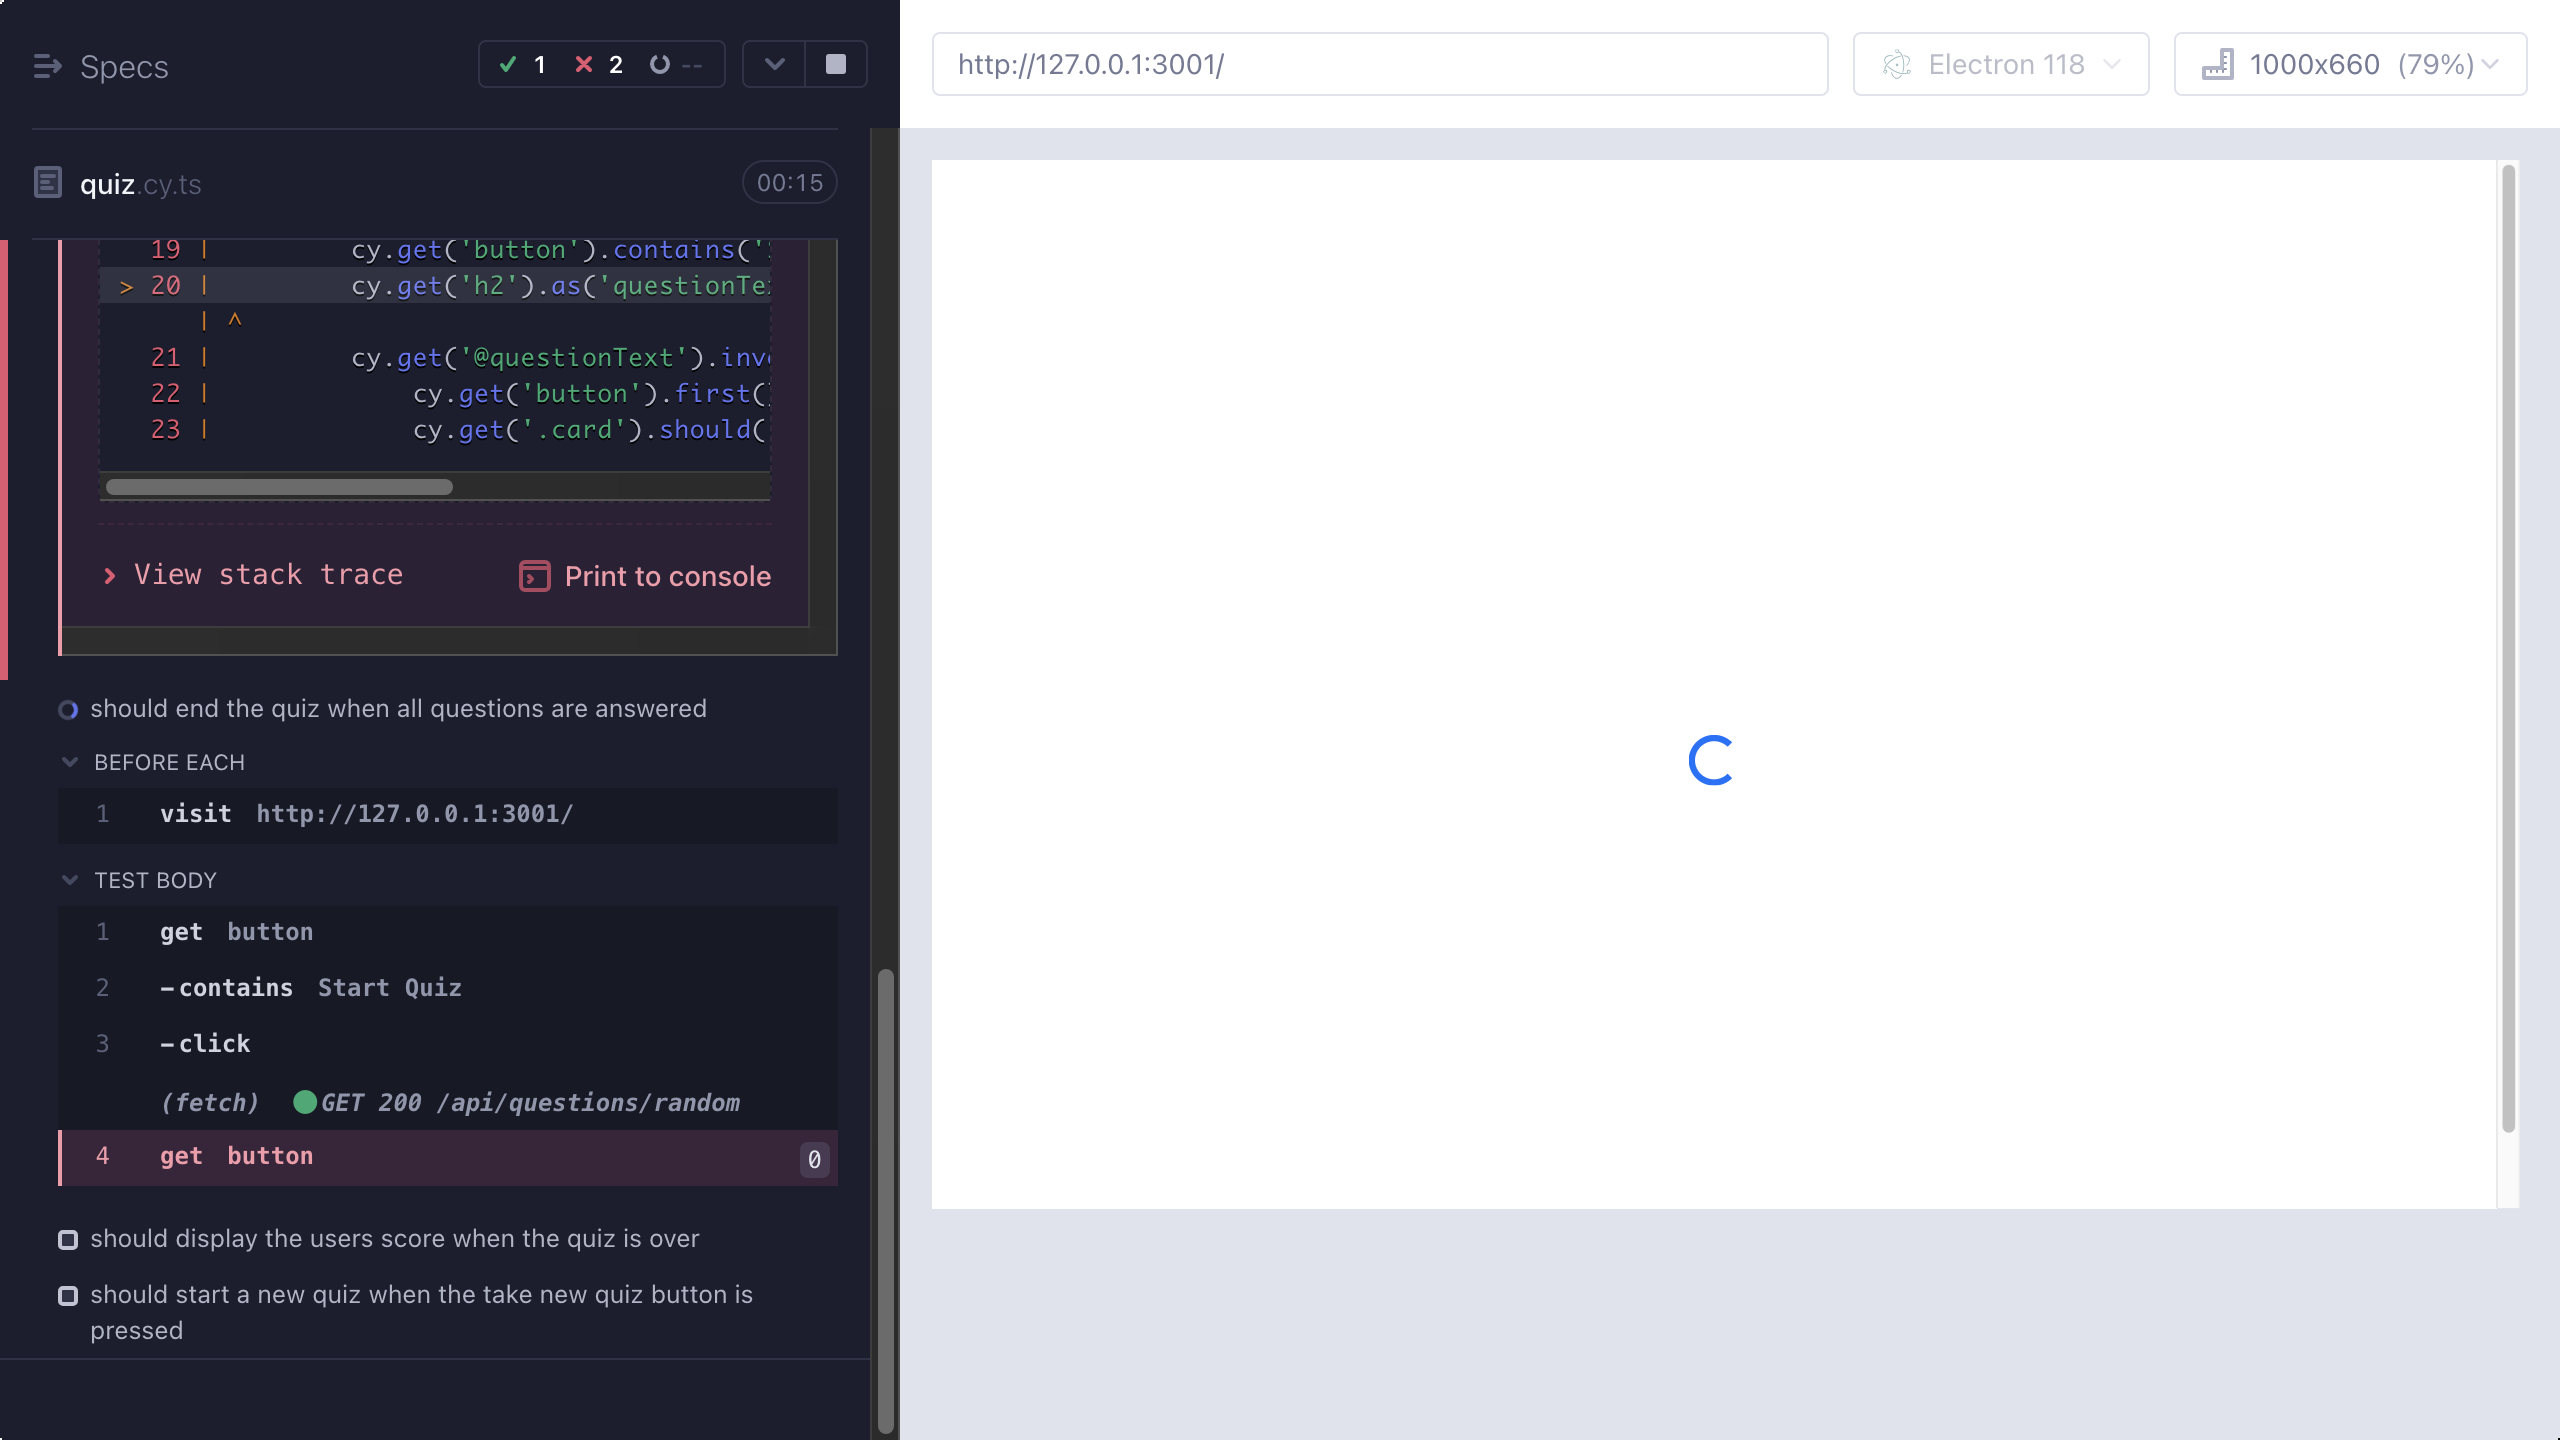 Specs
1 2 --
http://127.0.0.1:3001/
Electron 118
1000x660 (79%)
quiz.cy.ts
00:15
19 | cy.get('button').contains('
> 20 | cy.get('h2').as('questionTe
| ^
21 | cy.get('@questionText').inv
22 | cy.get('button').first(
23 | cy.get('.card').should(
View stack trace
Print to console
should end the quiz when all questions are answered
BEFORE EACH
1 visit http://127.0.0.1:3001/
TEST BODY
1 get button
2 -contains Start Quiz
3 -click
(fetch) GET 200 /api/questions/random
4 get button 0
should display the users score when the quiz is over
should start a new quiz when the take new quiz button is
pressed